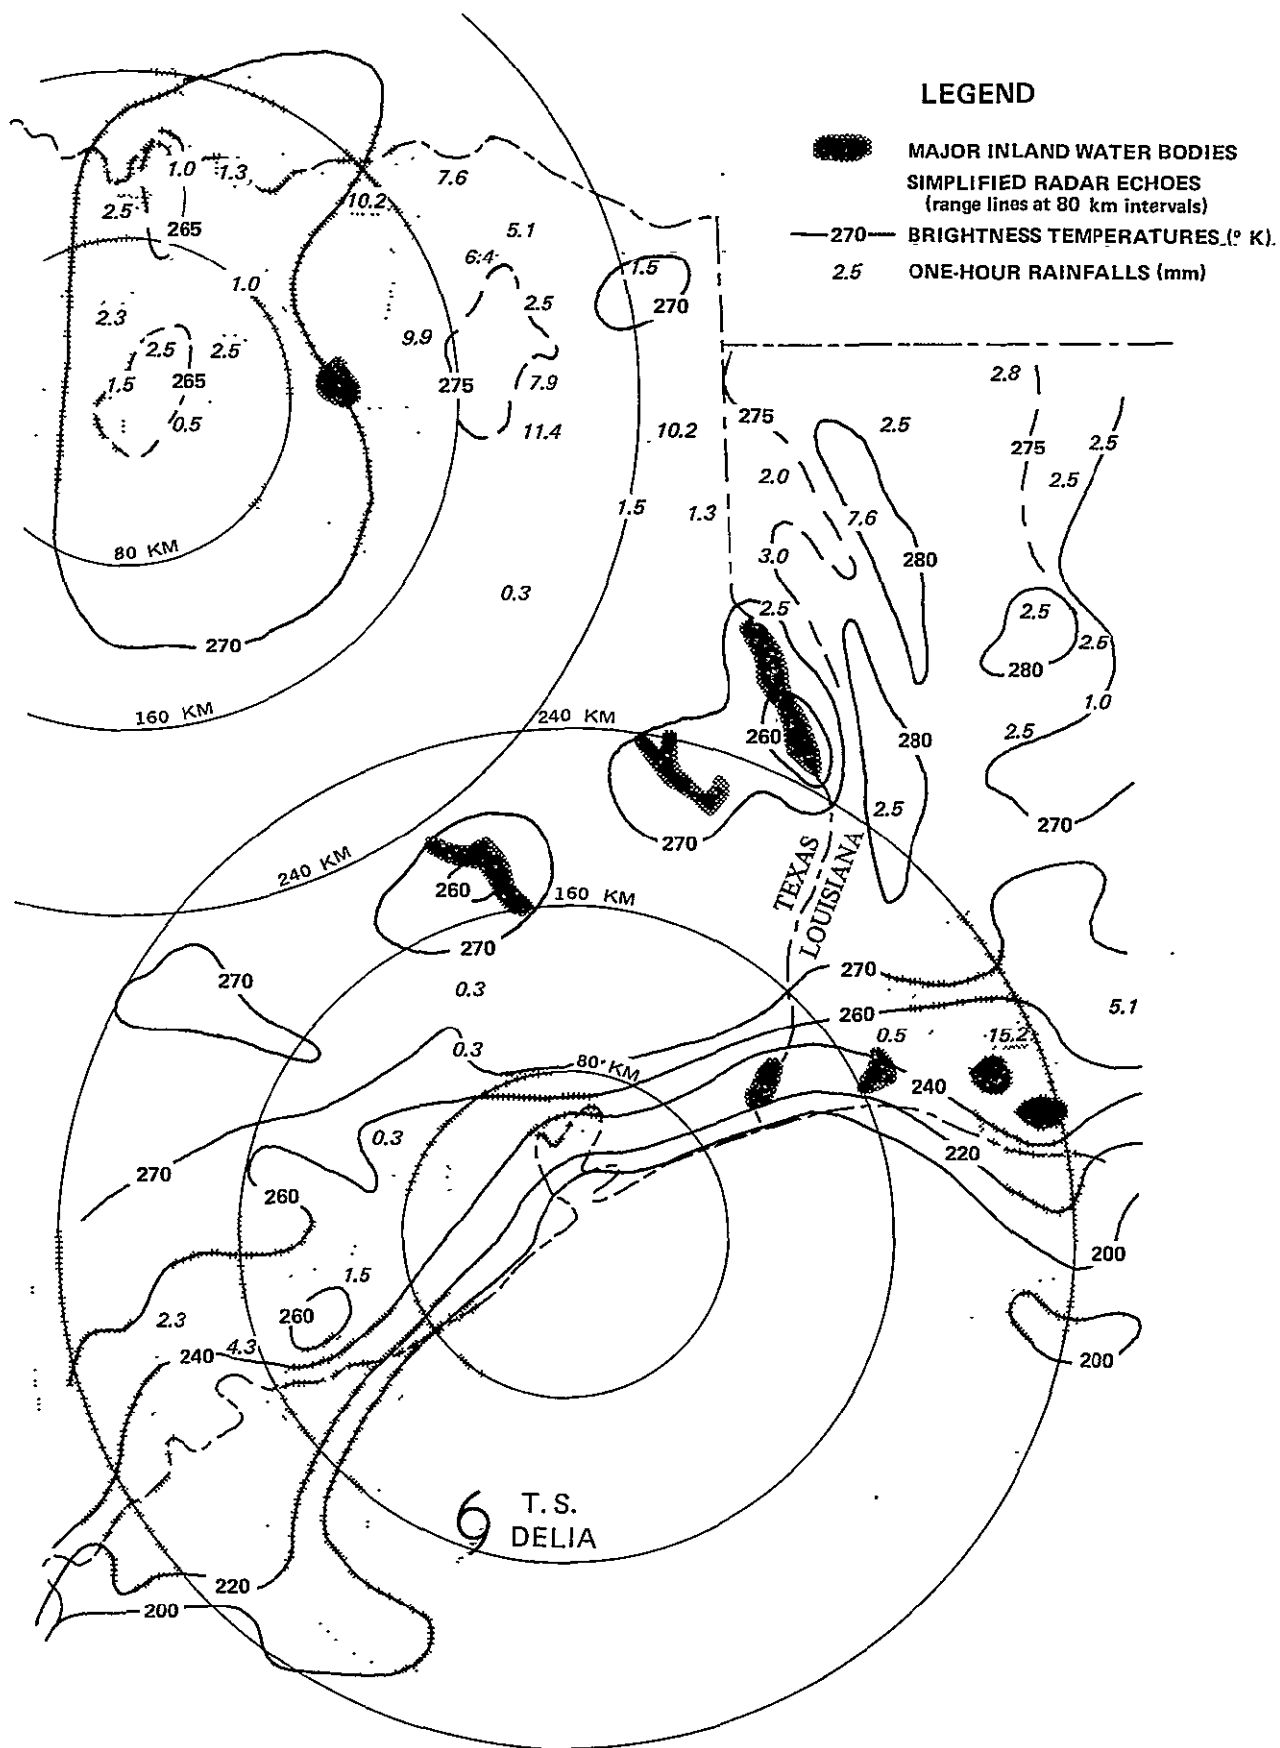 LEGEND
MAJOR INLAND WATER BODIES
SIMPLIFIED RADAR ECHOES
(range lines at 80 km intervals)
—270— BRIGHTNESS TEMPERATURES (° K).
2.5 ONE-HOUR RAINFALLS (mm)
1.0 1.3 7.6
10.2
2.5
265 5.1
6.4
1.5
1.0
2.5 270
2.3
9.9
2.5 2.5
2.8
1.5 265 275 7.9
275
0.5 11.4 10.2 2.5
275 2.5
2.0 2.5
1.5 1.3 7.6
80 KM
3.0 280
0.3
2.5 2.5
270 2.5
280
1.0
160 KM 240 KM
260 280 2.5
2.5
270 270
240 KM
260 160 KM
TEXAS
LOUISIANA
270
270 270
0.3
260 5.1
0.5 15.2
0.3
80 KM
240
0.3
220
270
260
200
1.5
260
2.3
4.3
240 200
T. S.
DELIA
220
200